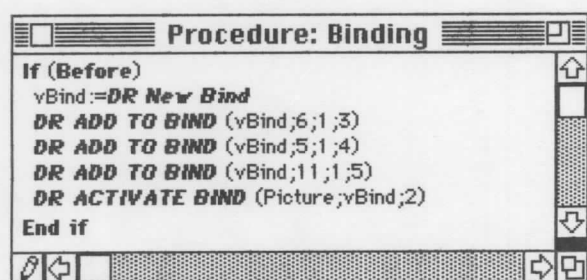 Procedure: Binding
If (Before)
vBind:=DR New Bind
DR ADD TO BIND (vBind;6;1;3)
DR ADD TO BIND (vBind;5;1;4)
DR ADD TO BIND (vBind;11;1;5)
DR ACTIVATE BIND (Picture;vBind;2)
End if